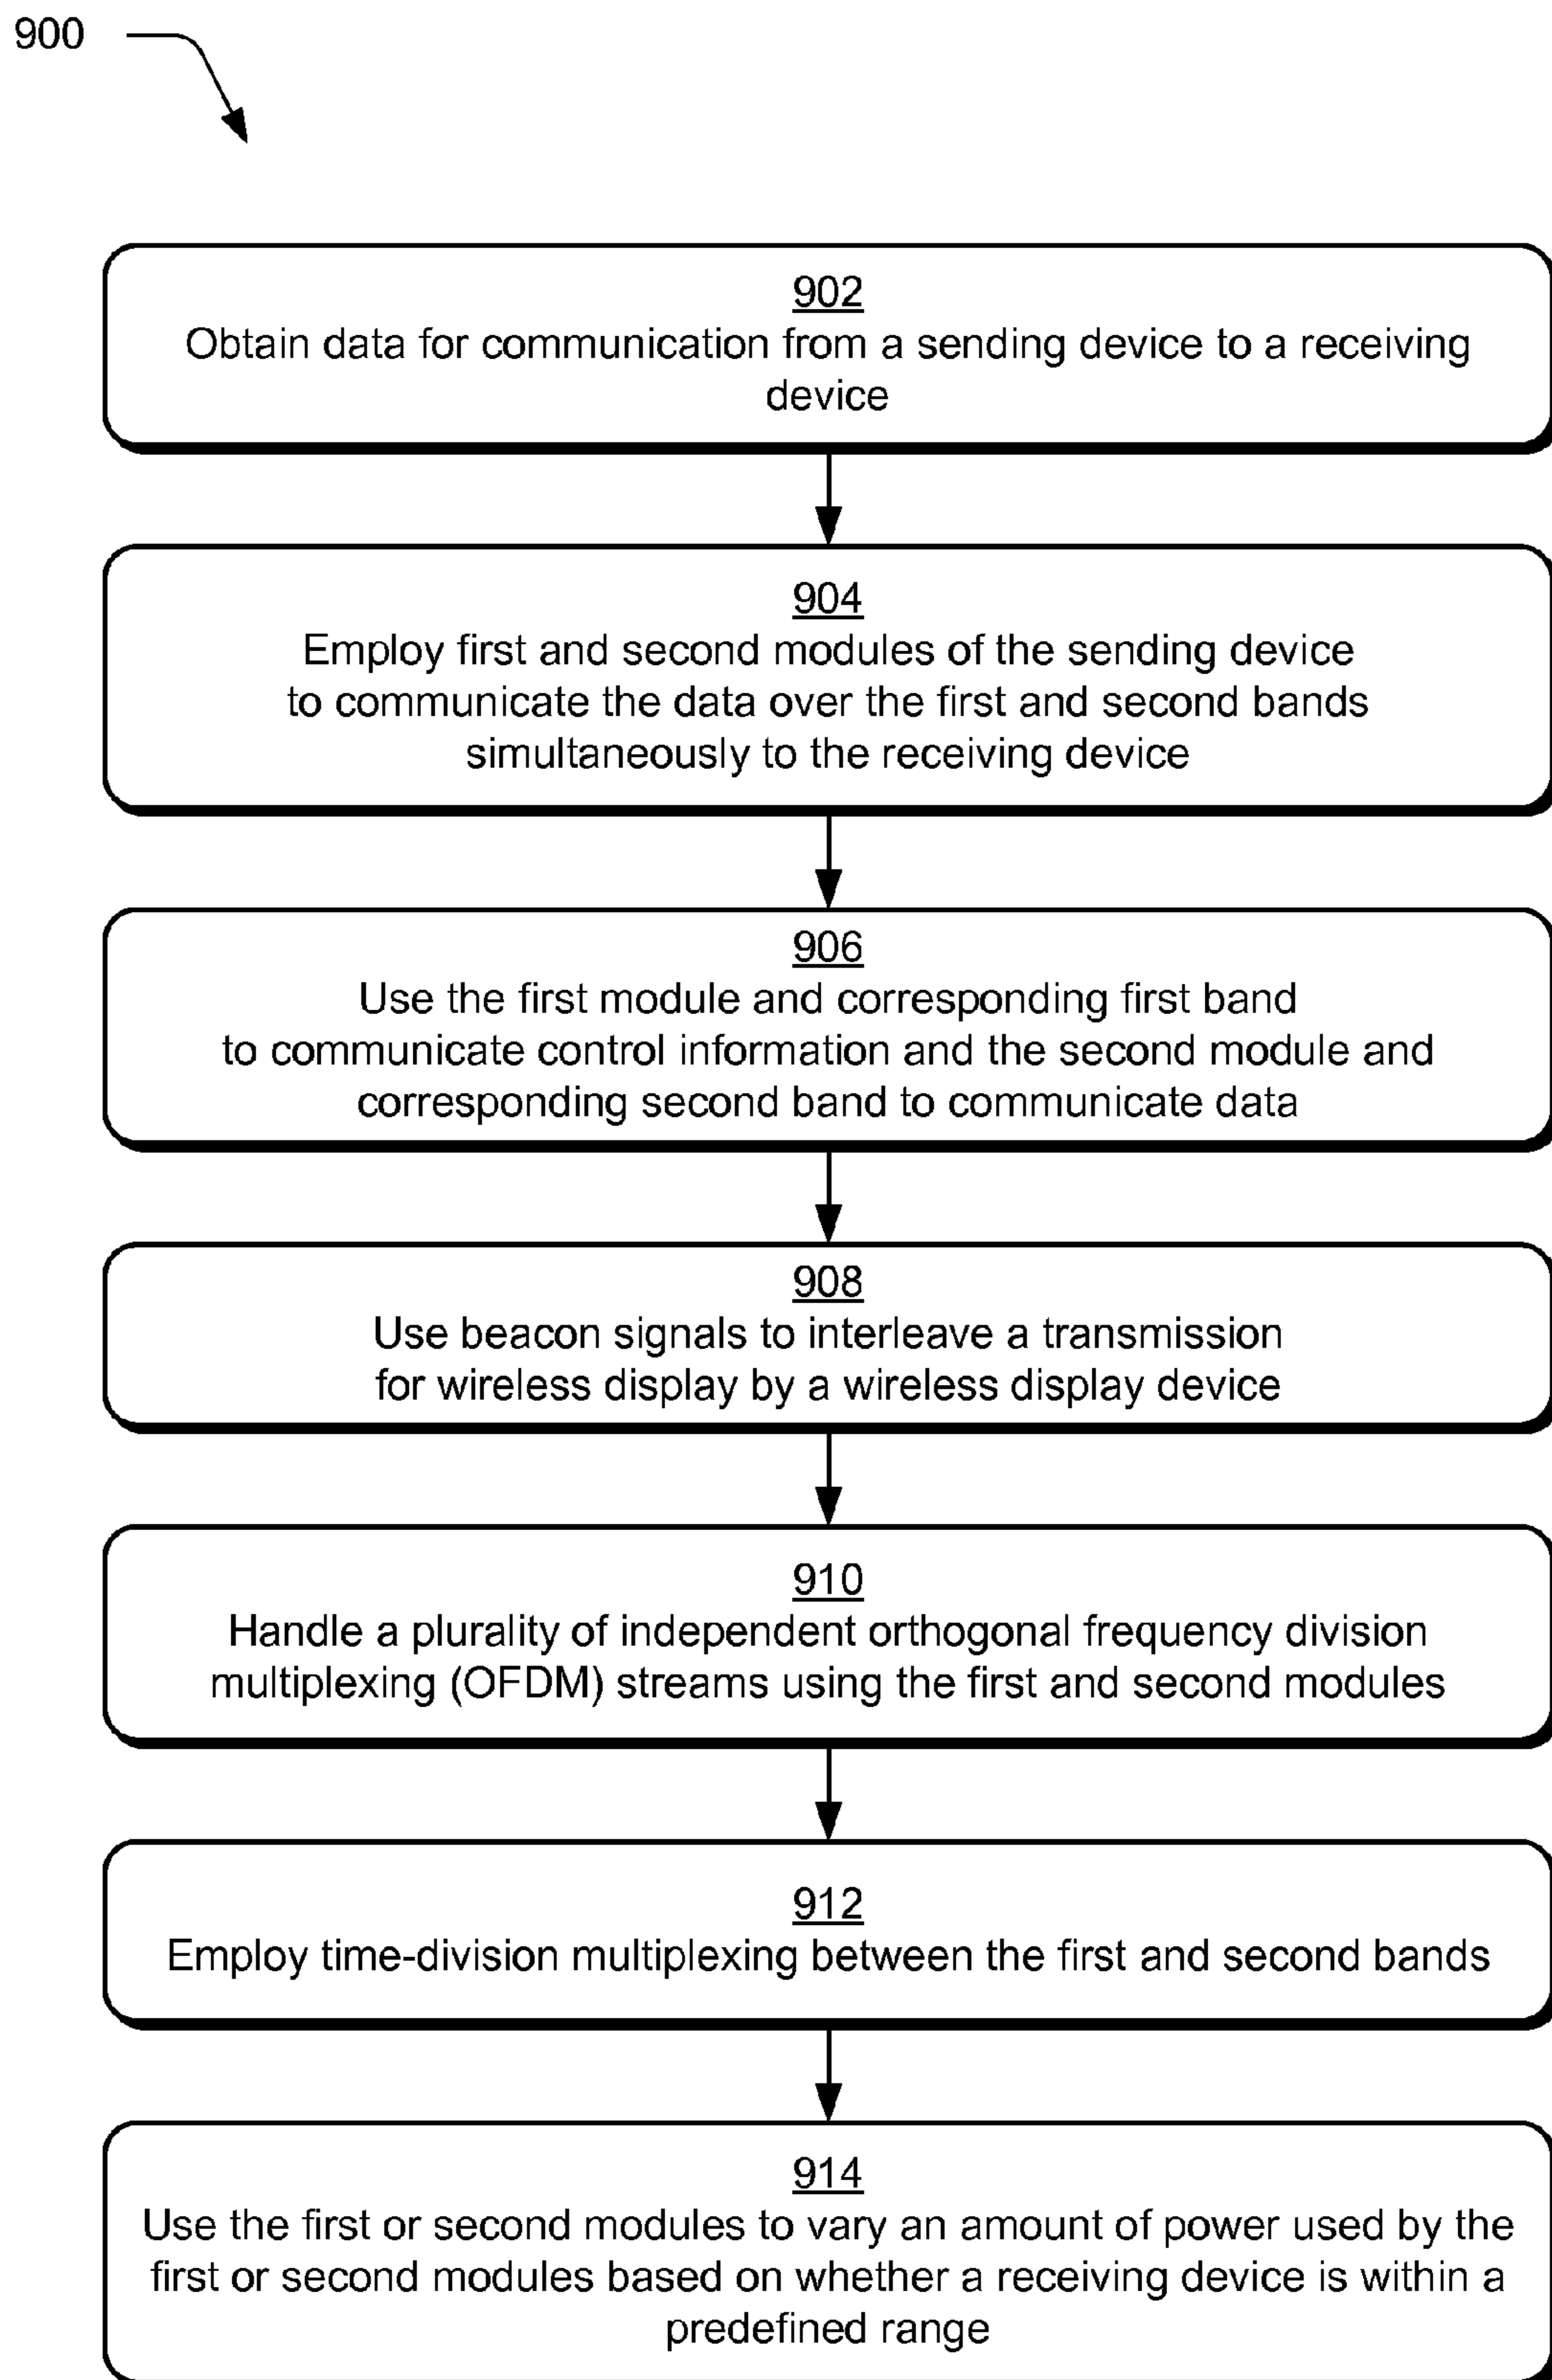 900
902
Obtain data for communication from a sending device to a receiving
device
904
Employ first and second modules of the sending device
to communicate the data over the first and second bands
simultaneously to the receiving device
906
Use the first module and corresponding first band
to communicate control information and the second module and
corresponding second band to communicate data
908
Use beacon signals to interleave a transmission
for wireless display by a wireless display device
910
Handle a plurality of independent orthogonal frequency division
multiplexing (OFDM) streams using the first and second modules
912
Employ time-division multiplexing between the first and second bands
914
Use the first or second modules to vary an amount of power used by the
first or second modules based on whether a receiving device is within a
predefined range